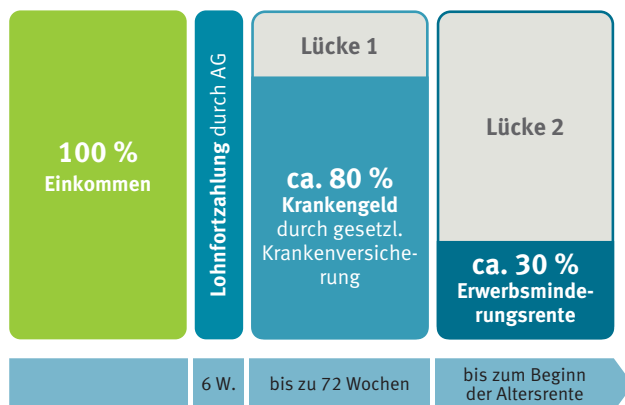 100 %
Einkommen
Lohnfortzahlung durch AG
Lücke 1
ca. 80 %
Krankengeld
durch gesetzl.
Krankenversiche-
rung
Lücke 2
ca. 30 %
Erwerbsminde-
rungsrente
6 W.
bis zu 72 Wochen
bis zum Beginn
der Altersrente